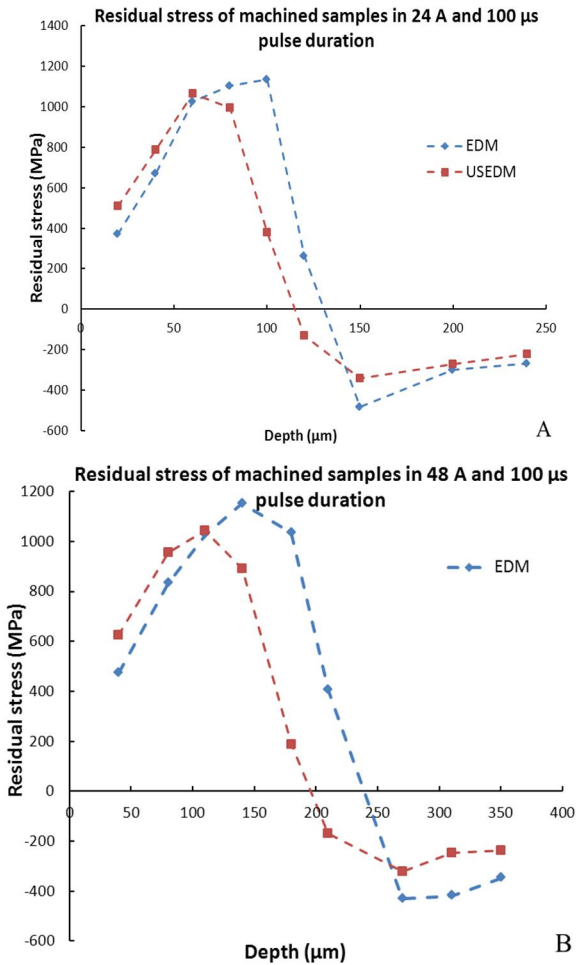 Residual stress of machined samples in 24 A and 100 µs
pulse duration
1400
1200
1000
800
600
400
200
0
-200
-400
-600
0 50 100 150 200 250
Residual stress (MPa)
Depth (µm)
EDM
USEDM
A
Residual stress of machined samples in 48 A and 100 µs
pulse duration
1200
1000
800
600
400
200
0
-200
-400
-600
0 50 100 150 200 250 300 350 400
Residual stress (MPa)
Depth (µm)
EDM
B